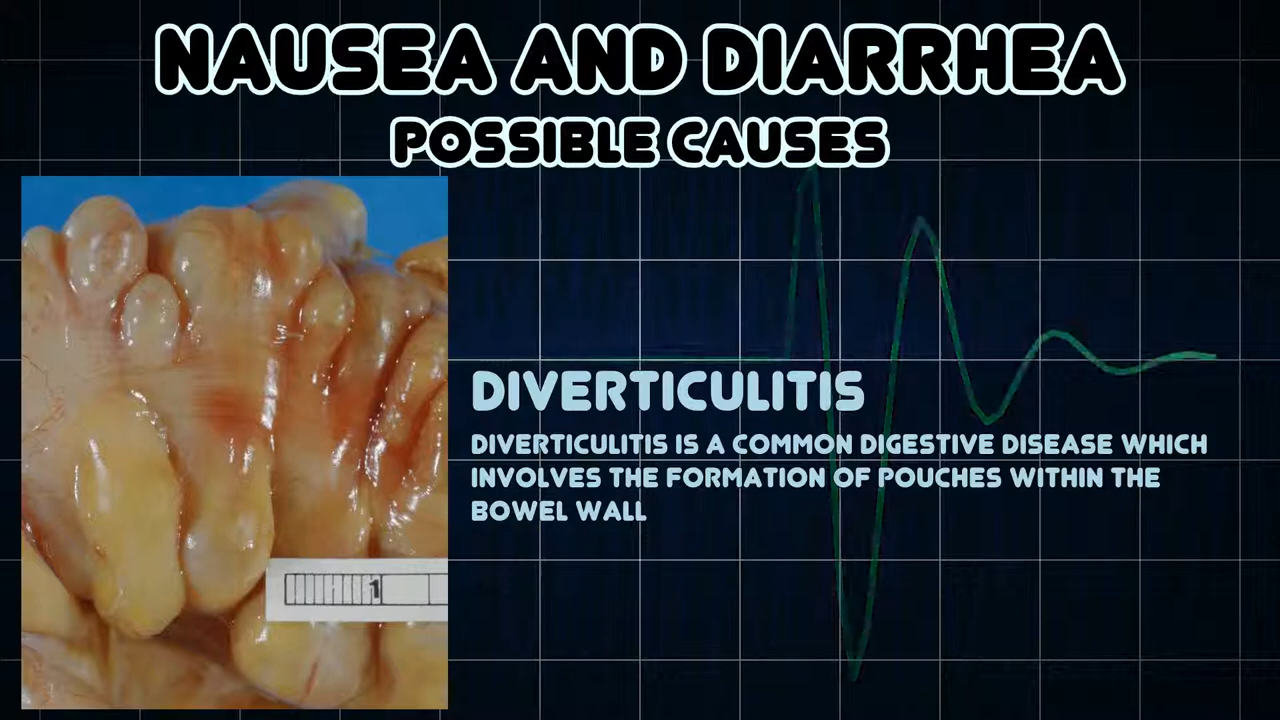 NAUSEA AND DIARRHEA
POSSIBLE CAUSES
DIVERTICULITIS
DIVERTICULITIS IS A COMMON DIGESTIVE DISEASE WHICH
INVOLVES THE FORMATION OF POUCHES WITHIN THE
BOWEL WALL
1